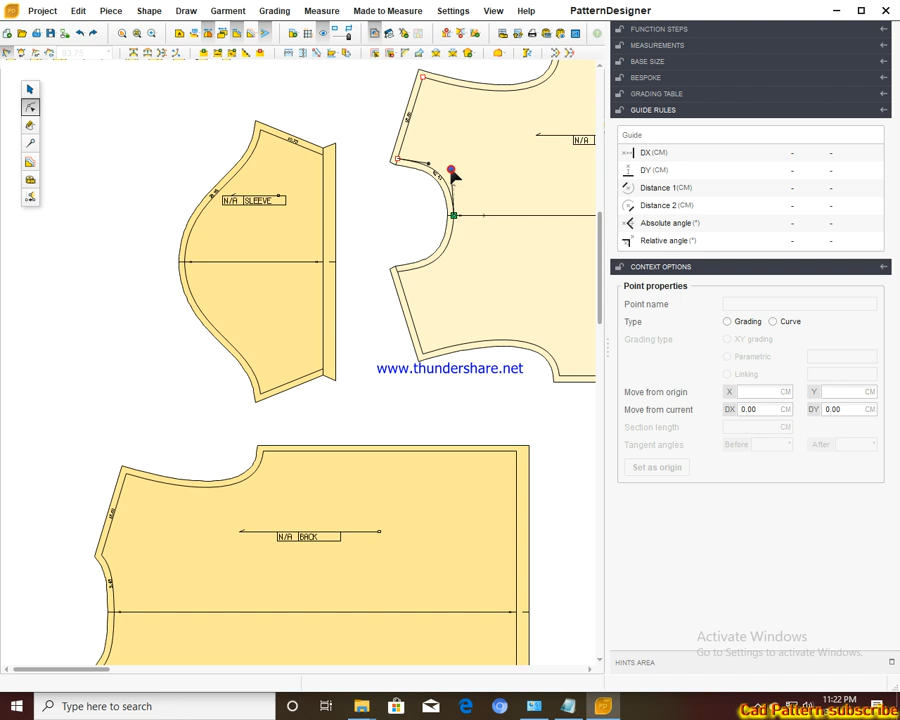 Project Edit Piece Shape Draw Garment Grading Measure Made to Measure Settings View Help PatternDesigner
FUNCTION STEPS
MEASUREMENTS
BASE SIZE
BESPOKE
GRADING TABLE
GUIDE RULES
Guide
DX (CM) - -
DY (CM) - -
Distance 1(CM) - -
Distance 2 (CM) - -
Absolute angle (°) - -
Relative angle (°) - -
CONTEXT OPTIONS
Point properties
Point name
Type Grading Curve
Grading type XY grading
Parametric
Linking
Move from origin X CM Y CM
Move from current DX 0.00 CM DY 0.00 CM
Section length CM
Tangent angles Before ° After °
Set as origin
N/A SLEEVE
N/A
www.thundershare.net
N/A BACK
Activate Windows
Go to Settings to activate Windows.
HINTS AREA
Type here to search
11:22 PM
Cad Pattern subscribe